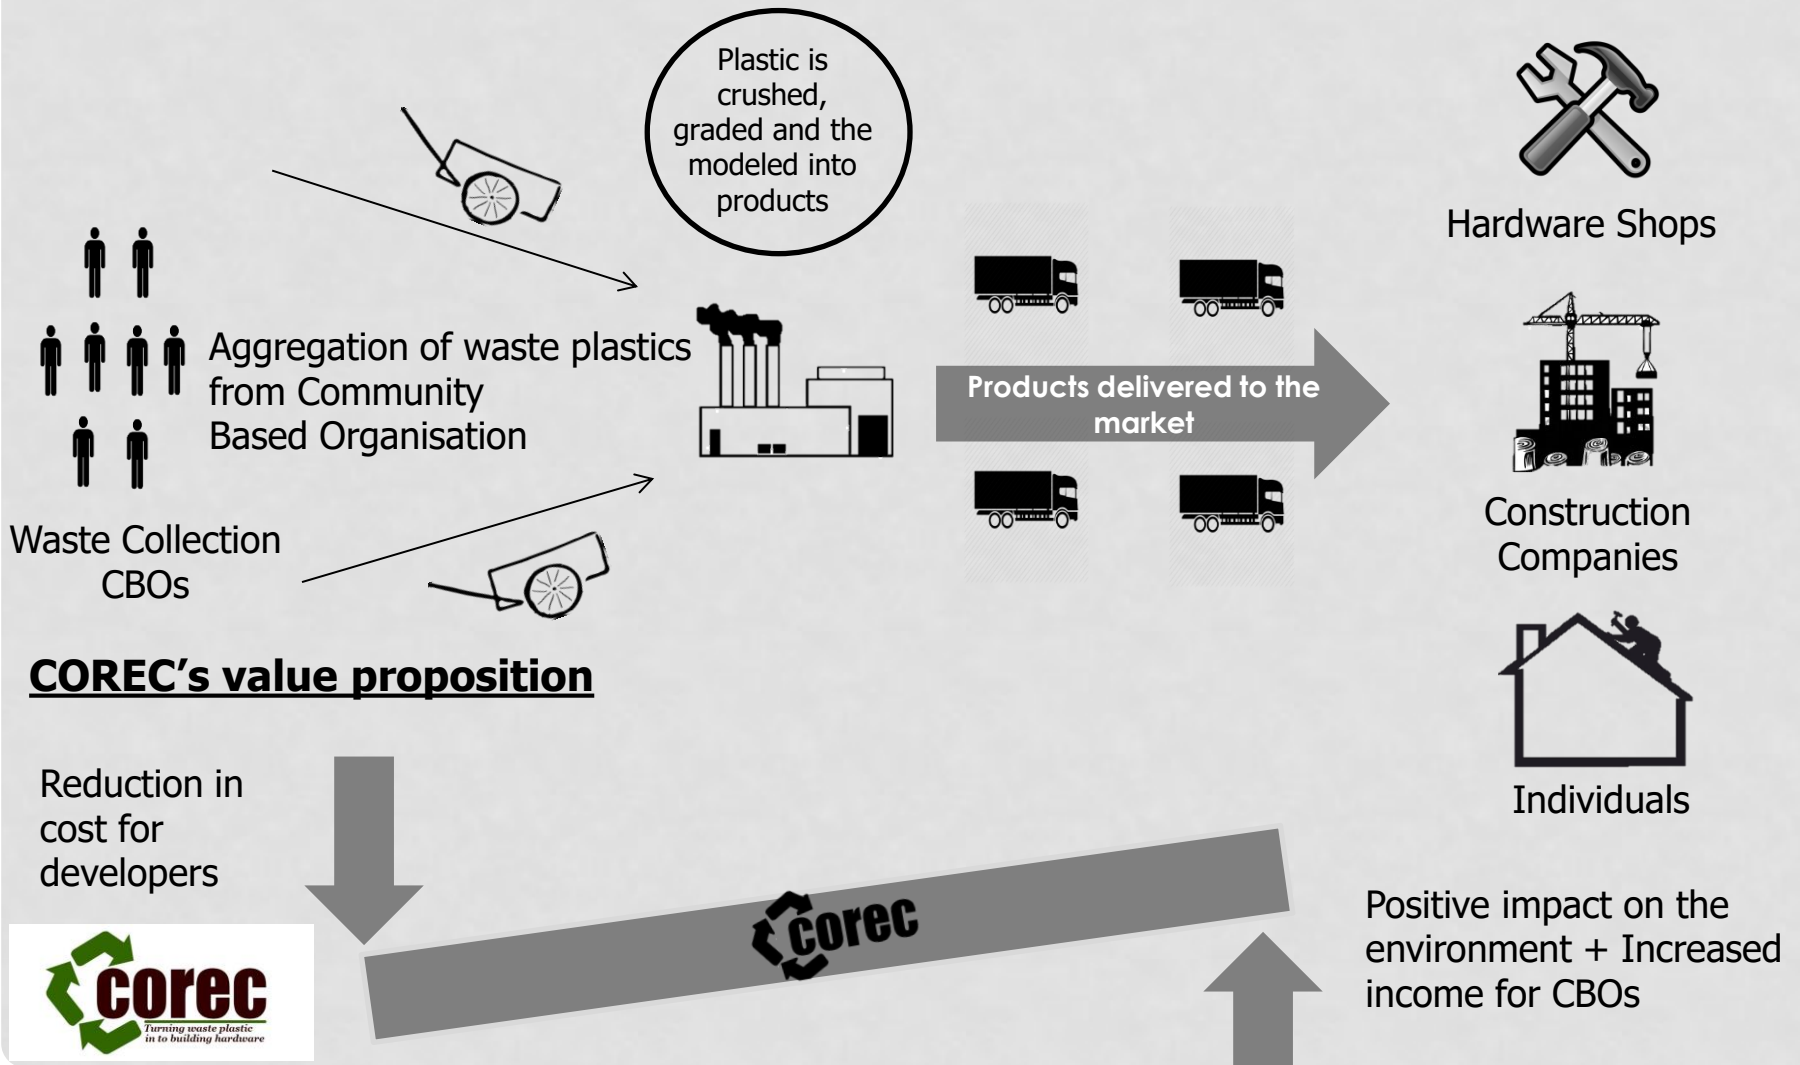 Plastic is
crushed,
graded and the
modeled into
products
Hardware Shops
Aggregation of waste plastics
from Community
Based Organisation
Products delivered to the
market
Waste Collection
CBOs
Construction
Companies
COREC’s value proposition
Individuals
Reduction in
cost for
developers
corec
Positive impact on the
environment + Increased
income for CBOs
corec
Turning waste plastic
in to building hardware